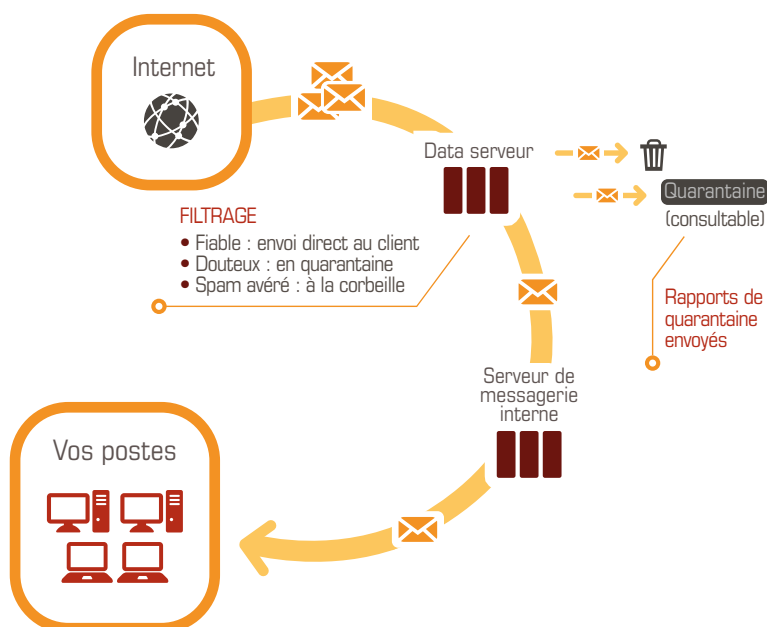 Internet
Data serveur
Quarantaine
(consultable)
FILTRAGE
• Fiable : envoi direct au client
• Douteux : en quarantaine
• Spam avéré : à la corbeille
Rapports de
quarantaine
envoyés
Serveur de
messagerie
interne
Vos postes